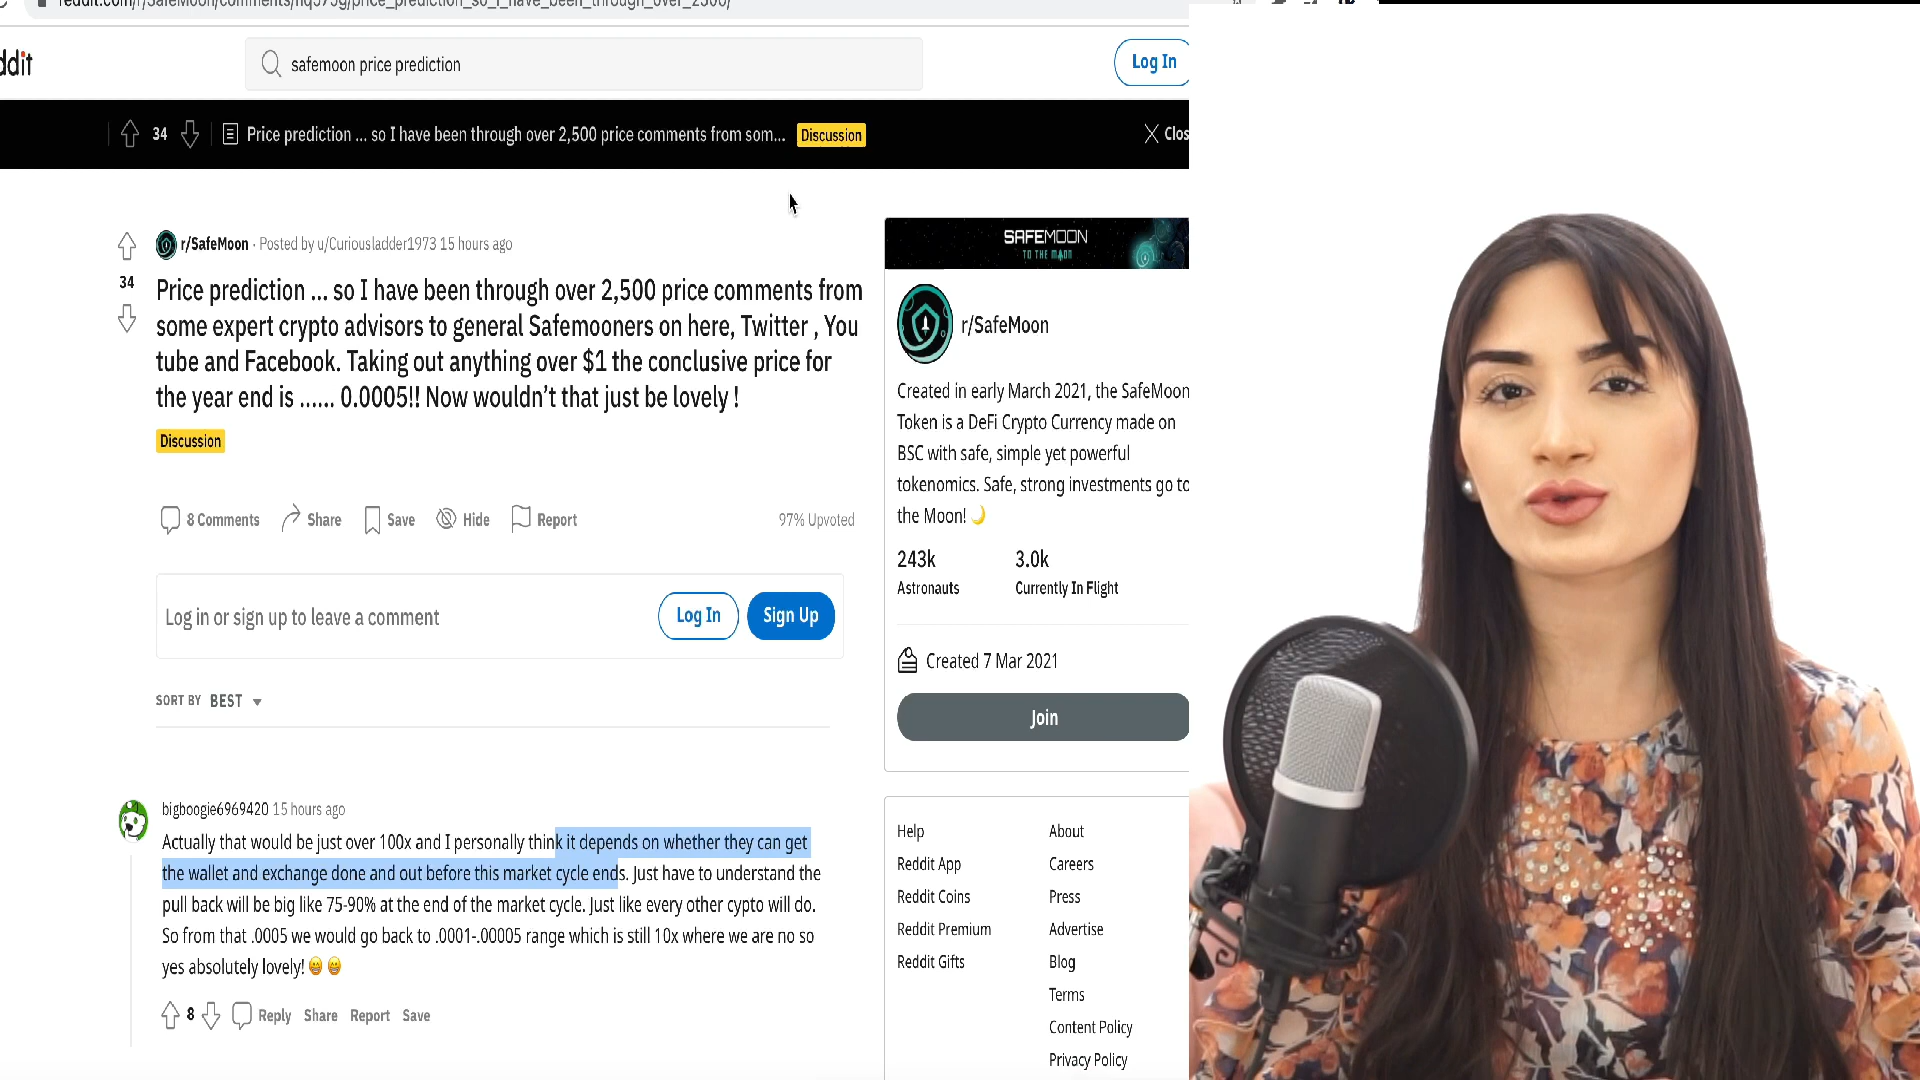 ddit
safemoon price prediction
Log In
34
Price prediction ... so I have been through over 2,500 price comments from som...
Discussion
Clos
r/SafeMoon · Posted by u/Curiousladder1973 15 hours ago
34
Price prediction ... so I have been through over 2,500 price comments from
some expert crypto advisors to general Safemooners on here, Twitter , You
tube and Facebook. Taking out anything over $1 the conclusive price for
the year end is ...... 0.0005!! Now wouldn't that just be lovely !
Discussion
8 Comments
Share
Save
Hide
Report
97% Upvoted
Log in or sign up to leave a comment
Log In
Sign Up
SORT BY BEST
bigboogie6969420 15 hours ago
Actually that would be just over 100x and I personally think it depends on whether they can get
the wallet and exchange done and out before this market cycle ends. Just have to understand the
pull back will be big like 75-90% at the end of the market cycle. Just like every other cypto will do.
So from that .0005 we would go back to .0001-.00005 range which is still 10x where we are no so
yes absolutely lovely! 😁 😁
8
Reply
Share
Report
Save
SAFEMOON
TO THE MOON
r/SafeMoon
Created in early March 2021, the SafeMoon
Token is a DeFi Crypto Currency made on
BSC with safe, simple yet powerful
tokenomics. Safe, strong investments go to
the Moon! 🌙
243k
3.0k
Astronauts
Currently In Flight
Created 7 Mar 2021
Join
Help
About
Reddit App
Careers
Reddit Coins
Press
Reddit Premium
Advertise
Reddit Gifts
Blog
Terms
Content Policy
Privacy Policy